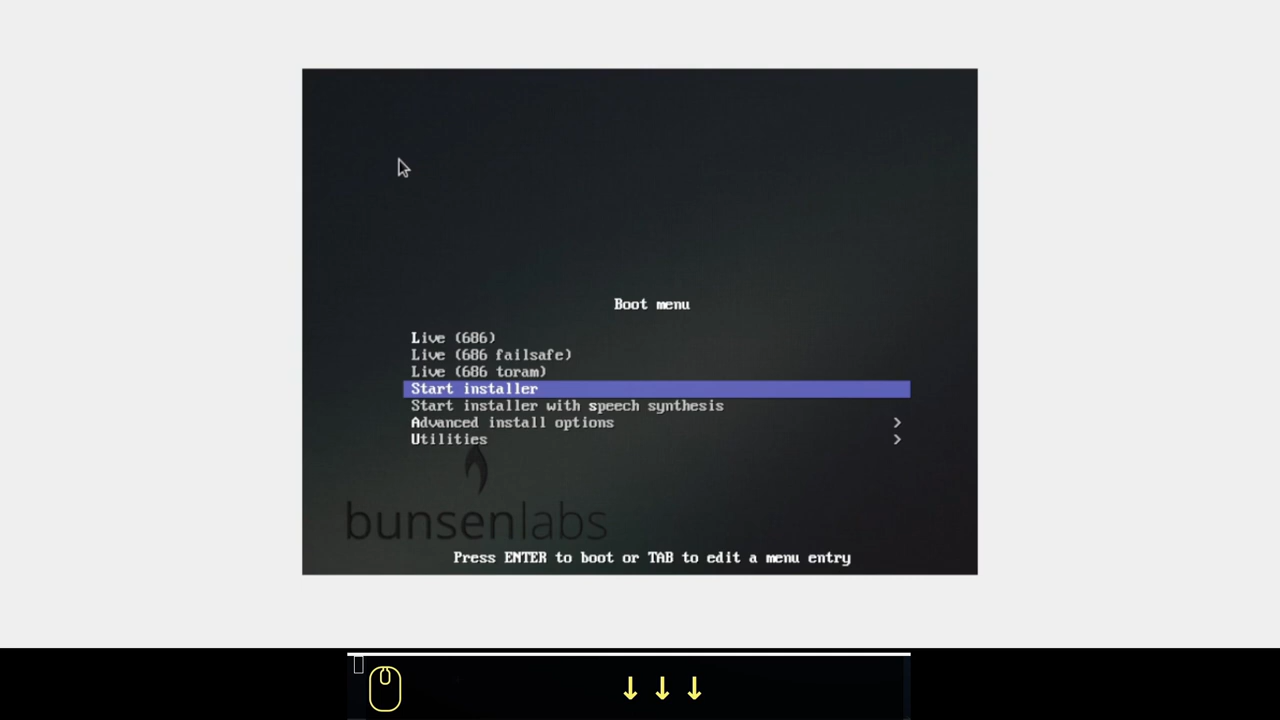 Boot menu
Live (686)
Live (686 failsafe)
Live (686 toram)
Start installer
Start installer with speech synthesis
Advanced install options >
Utilities >
bunsenlabs
Press ENTER to boot or TAB to edit a menu entry
↓ ↓ ↓